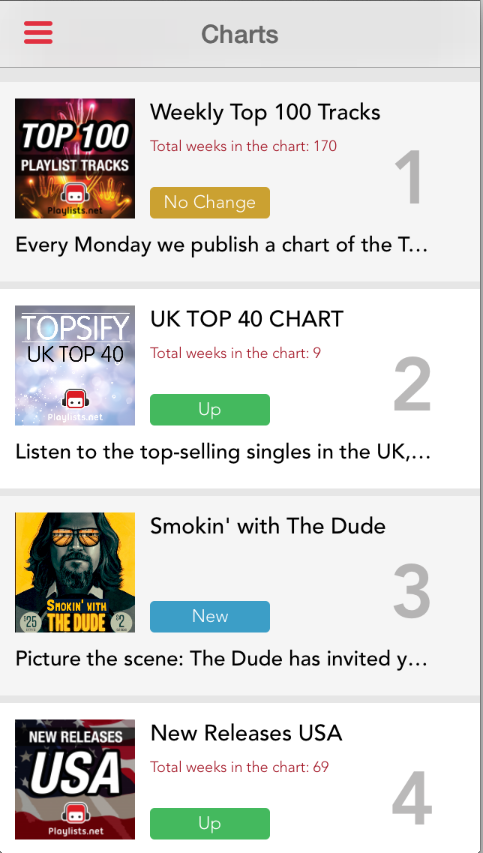 Charts
TOP 100
PLAYLIST TRACKS
Playlists.net
Weekly Top 100 Tracks
Total weeks in the chart: 170
1
No Change
Every Monday we publish a chart of the T...
TOPSIFY
UK TOP 40
Playlists.net
UK TOP 40 CHART
Total weeks in the chart: 9
2
Up
Listen to the top-selling singles in the UK,...
SMOKIN' WITH
THE DUDE
25
2
Smokin' with The Dude
3
New
Picture the scene: The Dude has invited y...
NEW RELEASES
USA
Playlists.net
New Releases USA
Total weeks in the chart: 69
4
Up